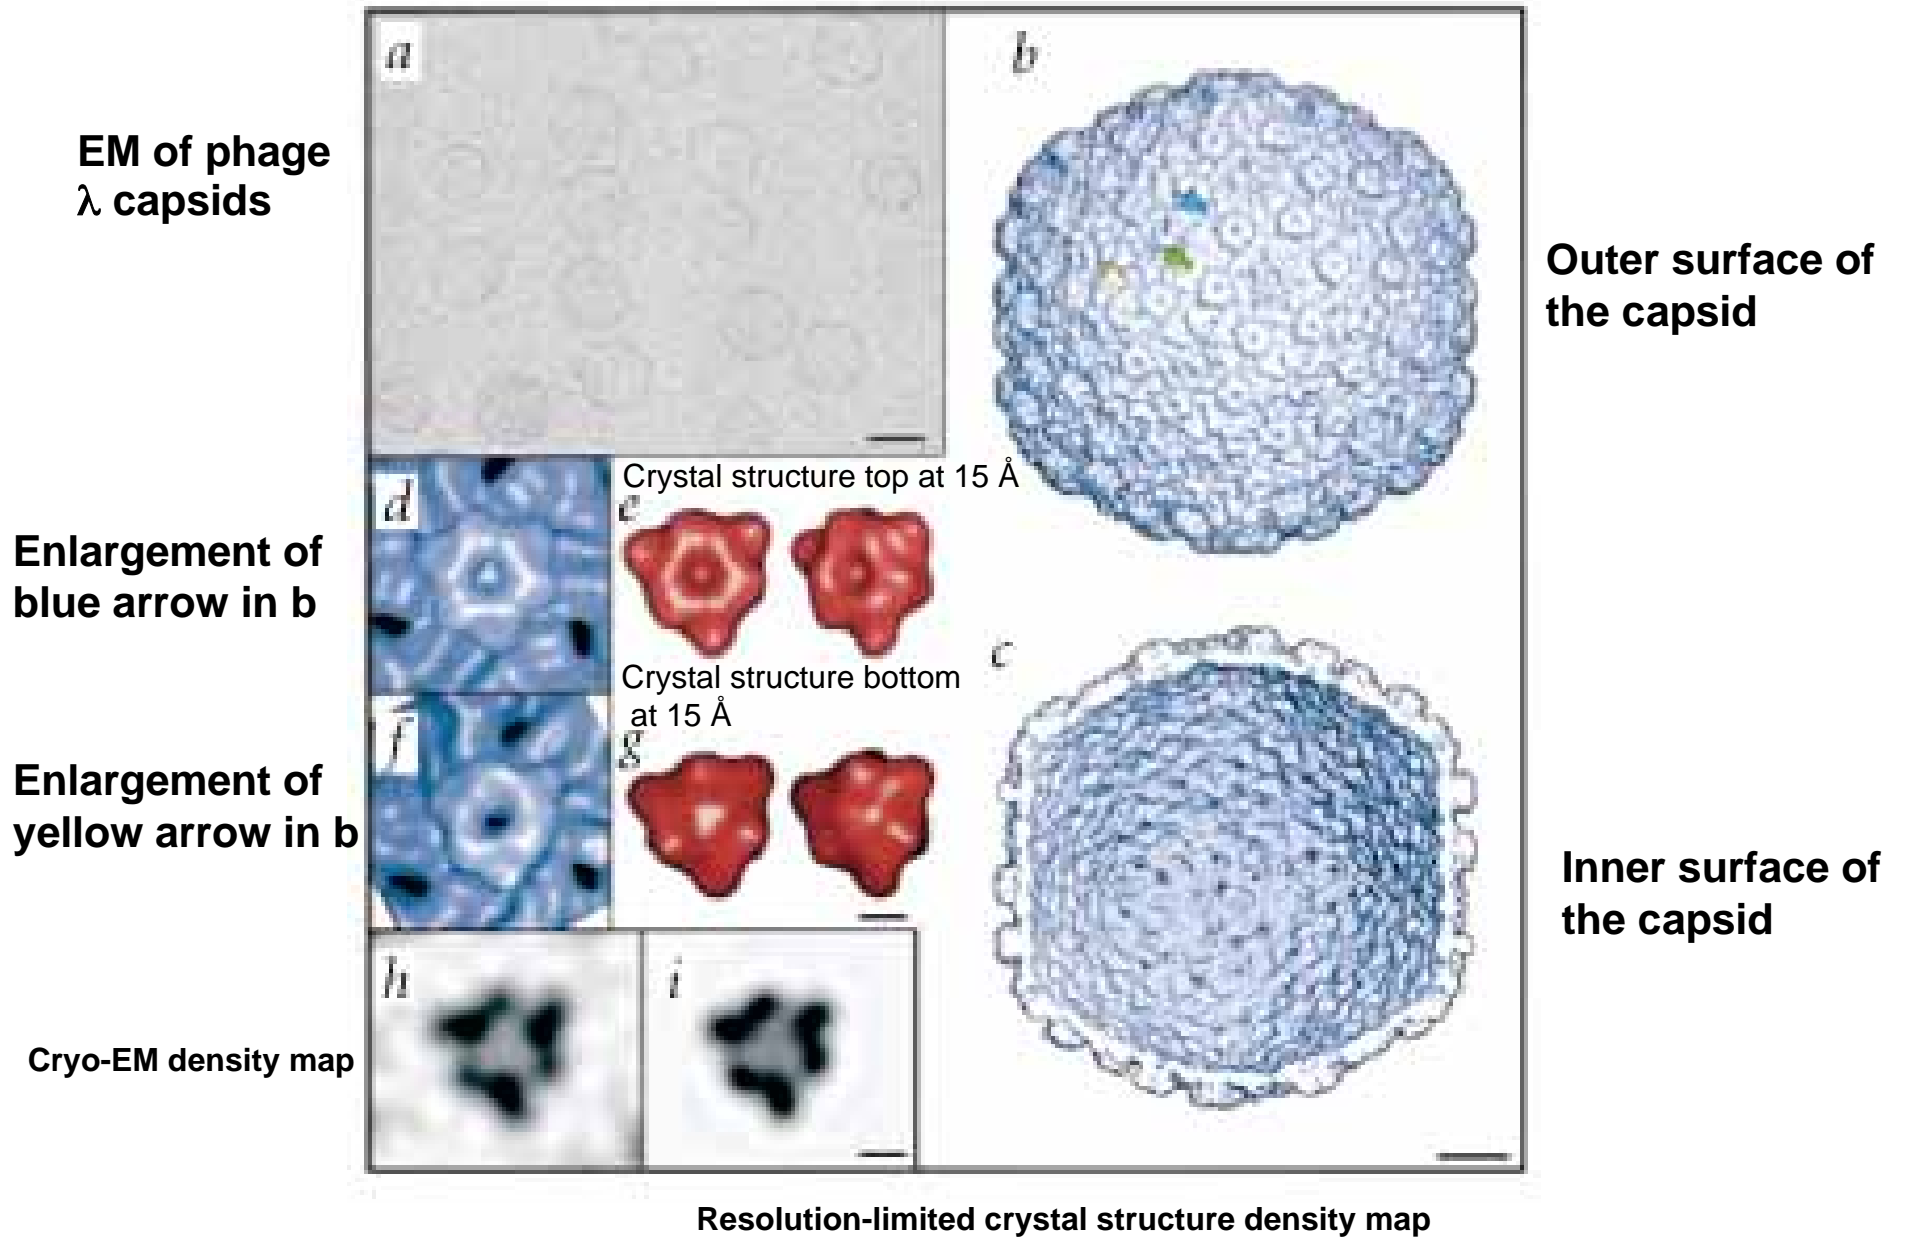 a
b
EM of phage
λ capsids
Outer surface of
the capsid
Crystal structure top at 15 Å
d
e
Enlargement of
blue arrow in b
Crystal structure bottom
at 15 Å
c
f
g
Enlargement of
yellow arrow in b
Inner surface of
the capsid
h
i
Cryo-EM density map
Resolution-limited crystal structure density map